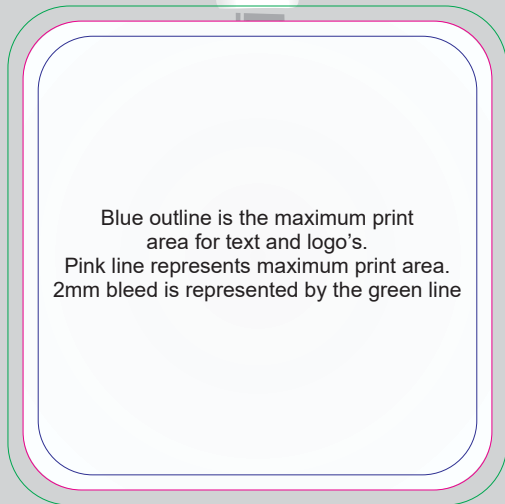 Blue outline is the maximum print
area for text and logo’s.
Pink line represents maximum print area.
2mm bleed is represented by the green line